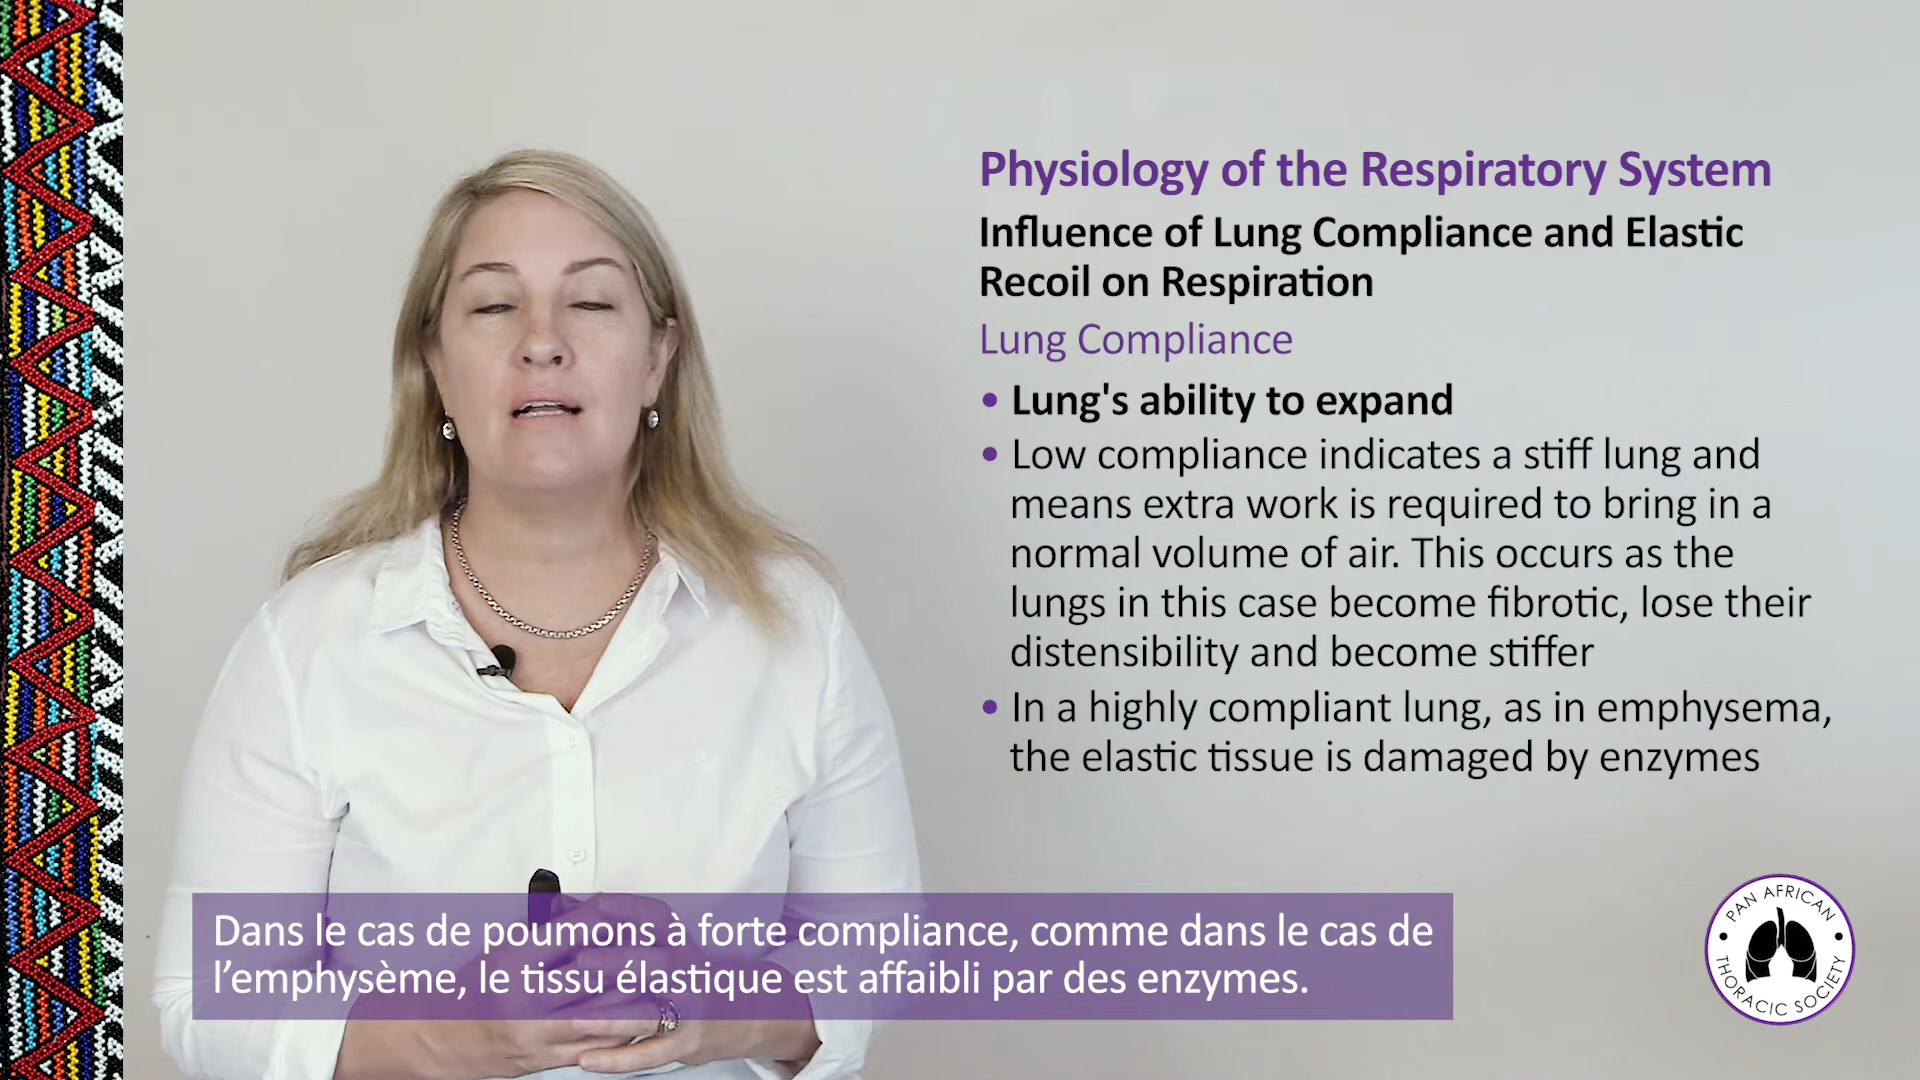 Physiology of the Respiratory System
Influence of Lung Compliance and Elastic
Recoil on Respiration
Lung Compliance
• Lung's ability to expand
• Low compliance indicates a stiff lung and
means extra work is required to bring in a
normal volume of air. This occurs as the
lungs in this case become fibrotic, lose their
distensibility and become stiffer
• In a highly compliant lung, as in emphysema,
the elastic tissue is damaged by enzymes
Dans le cas de poumons à forte compliance, comme dans le cas de
l’emphysème, le tissu élastique est affaibli par des enzymes.
• PAN AFRICAN •
THORACIC SOCIETY